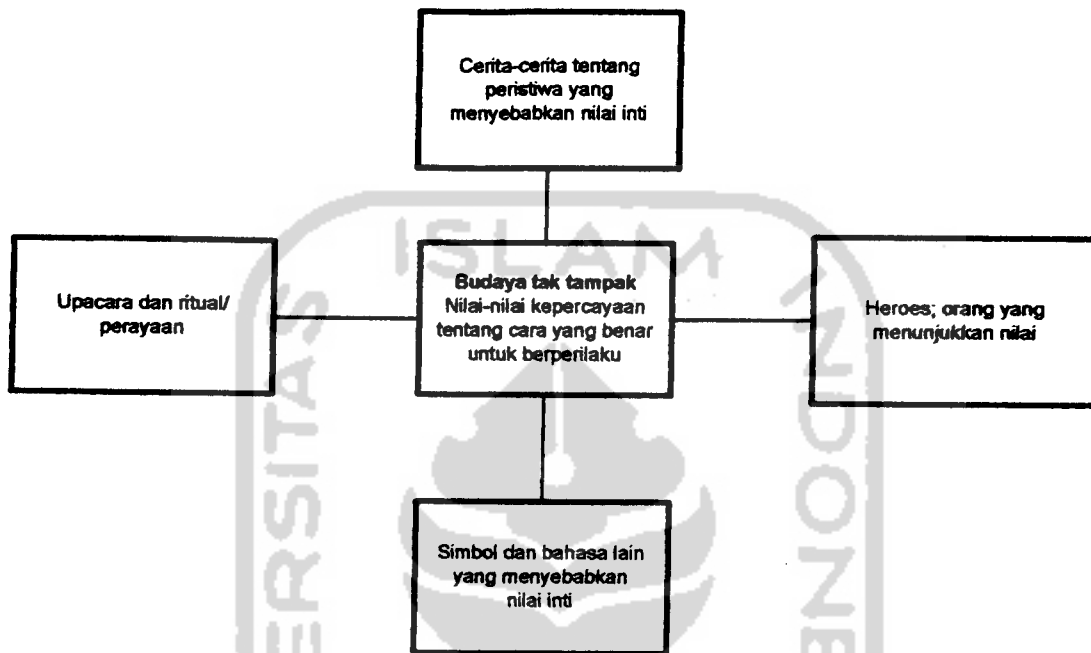 Cerita-cerita tentang
peristiwa yang
menyebabkan nilai inti
ISLAM
Upacara dan ritual/
perayaan
Budaya tak tampak
Nilai-nilai kepercayaan
tentang cara yang benar
untuk berperilaku
Heroes; orang yang
menunjukkan nilai
Simbol dan bahasa lain
yang menyebabkan
nilai inti